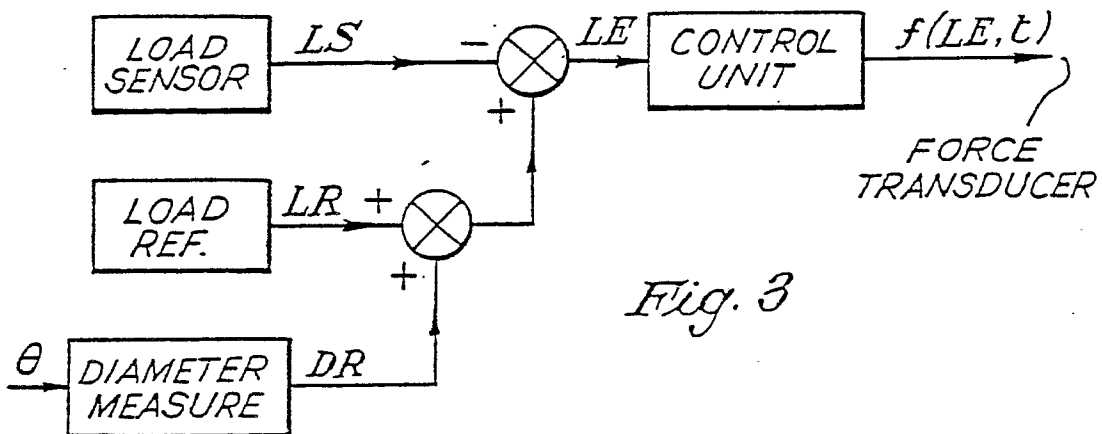 LOAD
SENSOR
LS
-
LE
CONTROL
UNIT
f(LE,t)
+
FORCE
TRANSDUCER
LOAD
REF.
LR
+
+
Fig. 3
θ
DIAMETER
MEASURE
DR